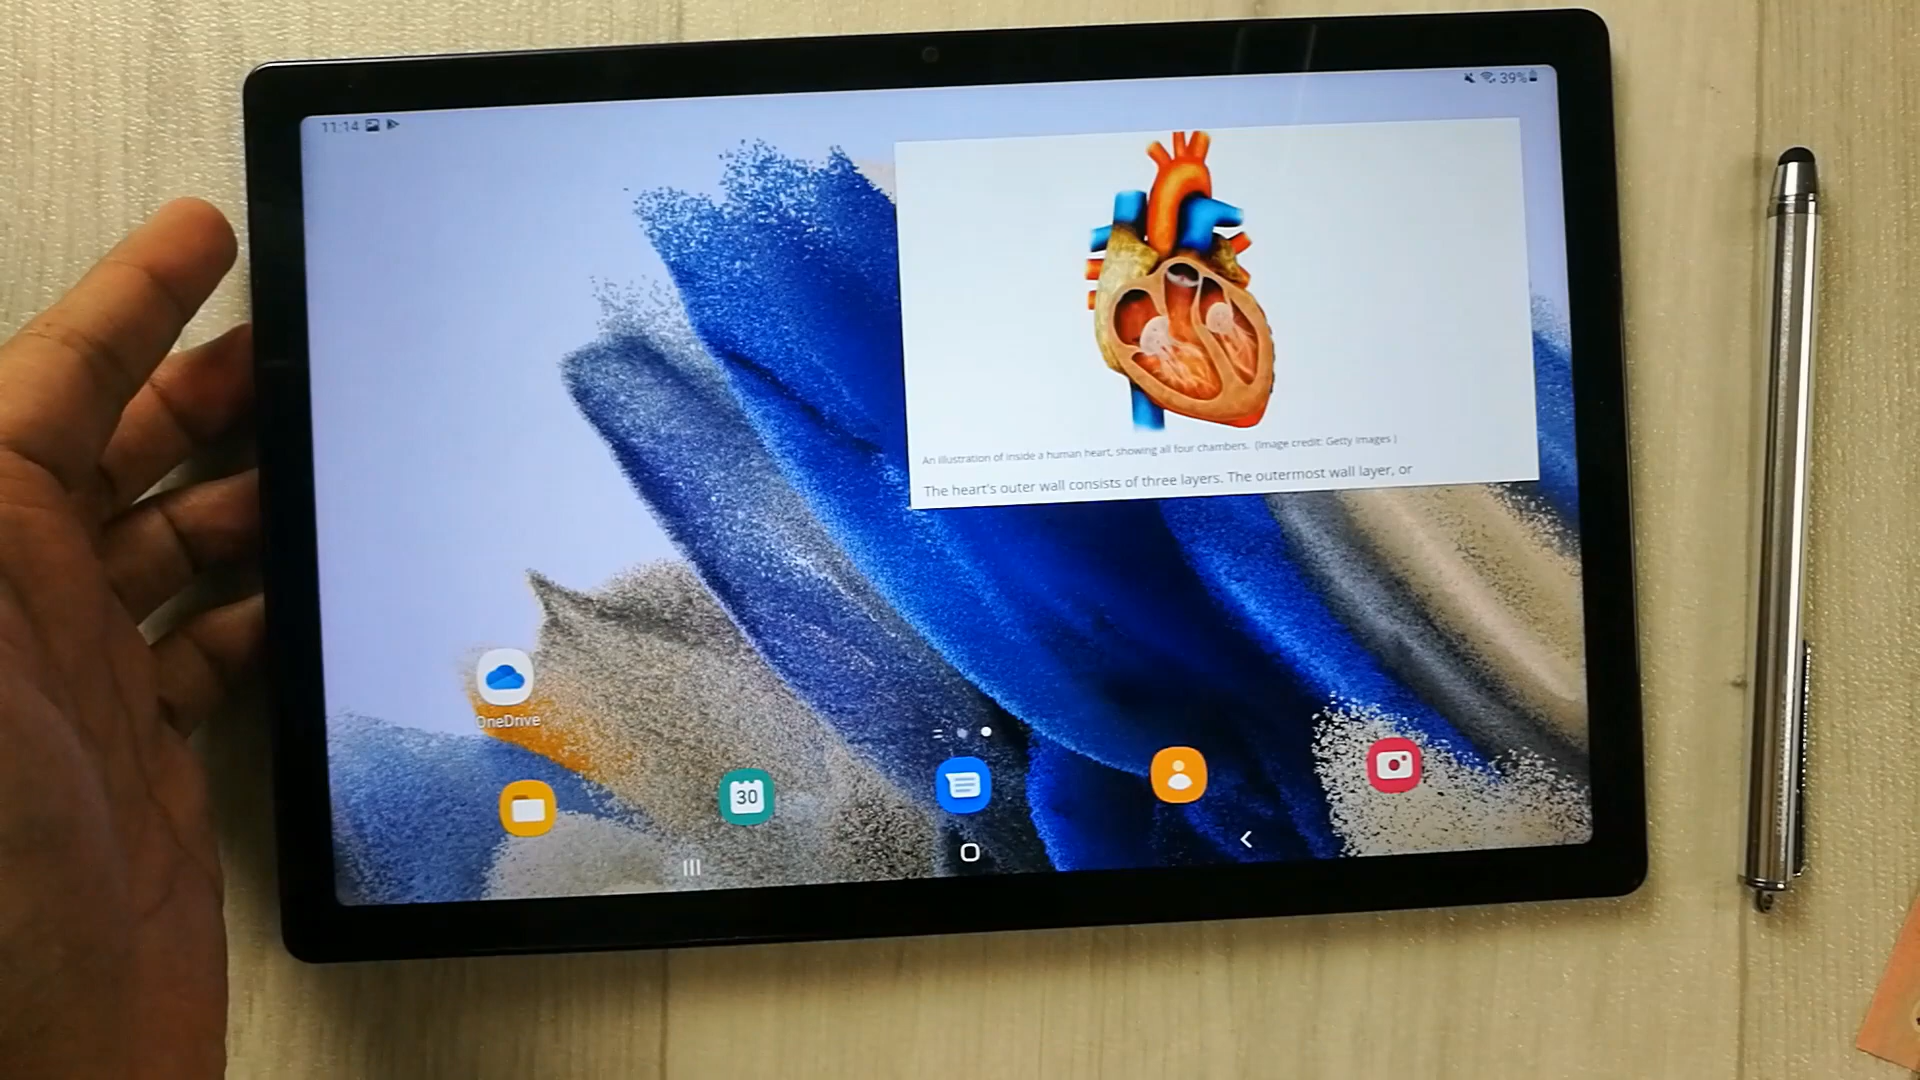 11:14
39%
An illustration of inside a human heart, showing all four chambers. (Image credit: Getty Images )
The heart's outer wall consists of three layers. The outermost wall layer, or
OneDrive
30